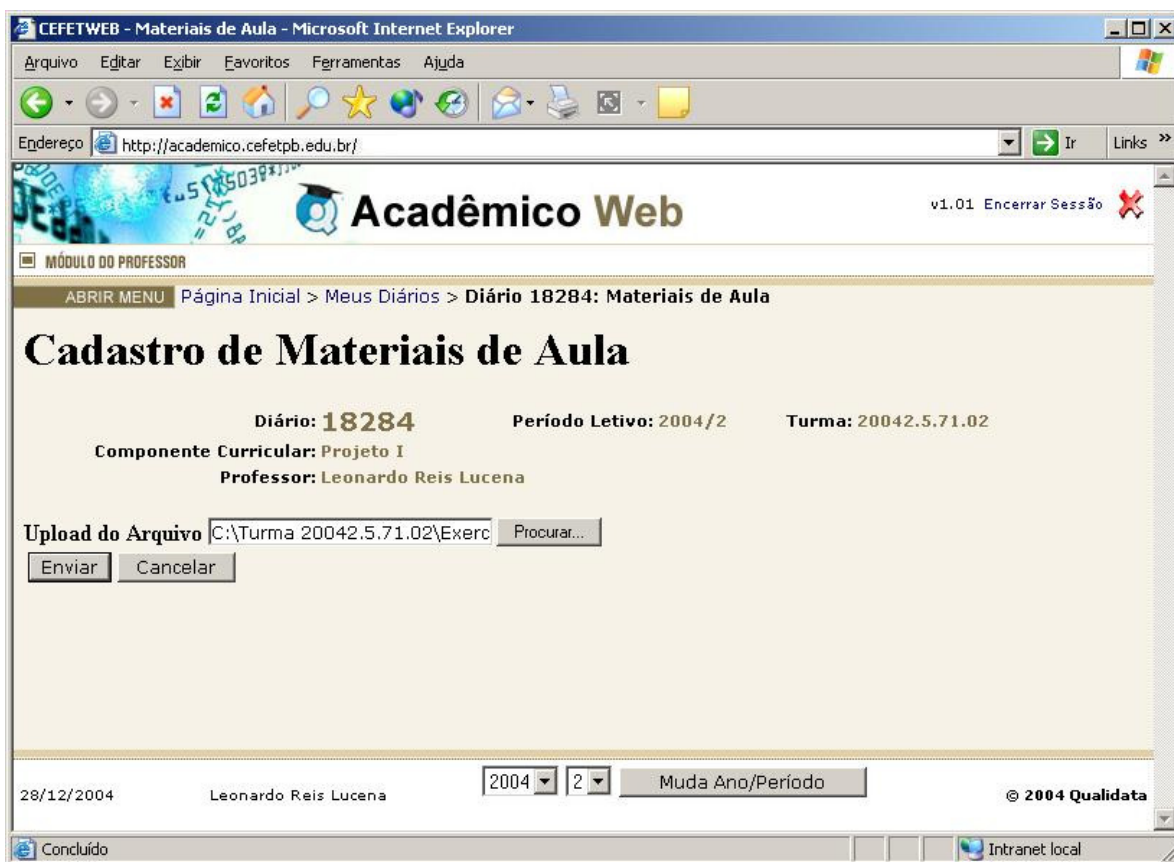 CEFETWEB - Materiais de Aula - Microsoft Internet Explorer
Arquivo Editar Exibir Favoritos Ferramentas Ajuda
Endereço http://academico.cefetpb.edu.br/ Ir Links »
Acadêmico Web v1.01 Encerrar Sessão
MÓDULO DO PROFESSOR
ABRIR MENU Página Inicial > Meus Diários > Diário 18284: Materiais de Aula
Cadastro de Materiais de Aula
Diário: 18284 Período Letivo: 2004/2 Turma: 20042.5.71.02
Componente Curricular: Projeto I
Professor: Leonardo Reis Lucena
Upload do Arquivo C:\Turma 20042.5.71.02\Exerc Procurar...
Enviar Cancelar
28/12/2004 Leonardo Reis Lucena 2004 2 Muda Ano/Período © 2004 Qualidata
Concluído Intranet local